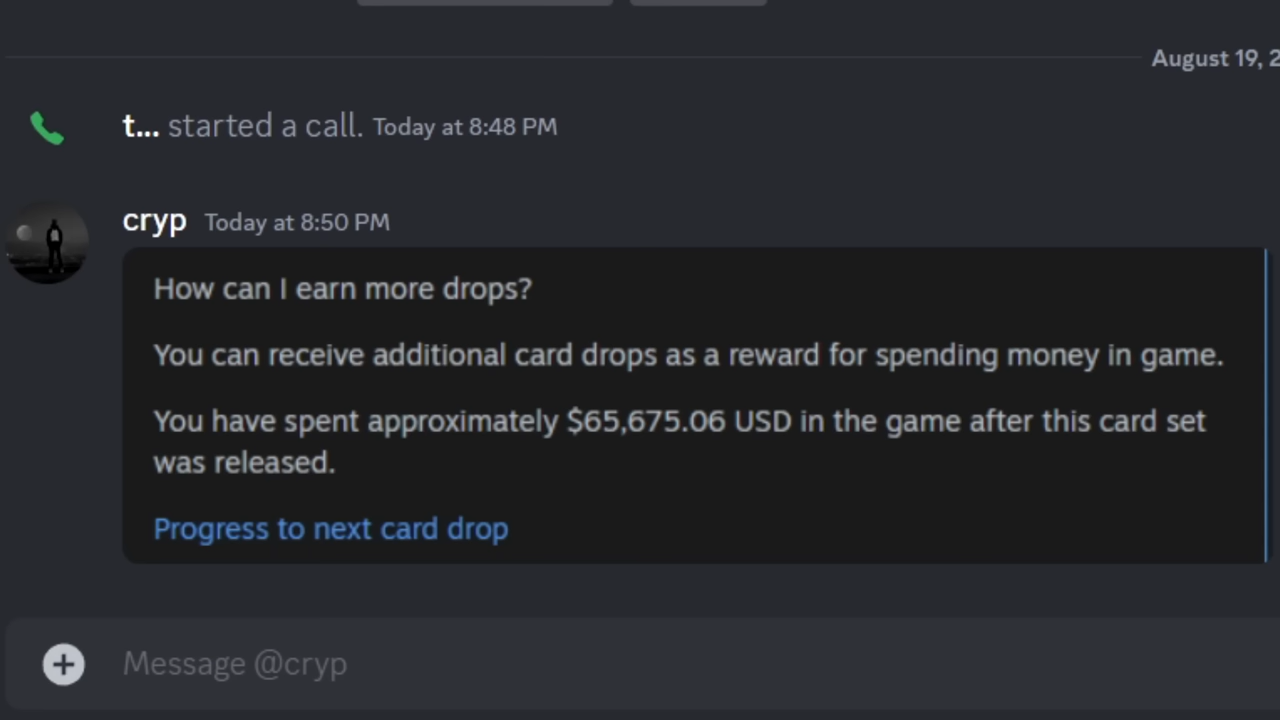 August 19, 2
t... started a call. Today at 8:48 PM
cryp Today at 8:50 PM
How can I earn more drops?
You can receive additional card drops as a reward for spending money in game.
You have spent approximately $65,675.06 USD in the game after this card set
was released.
Progress to next card drop
Message @cryp